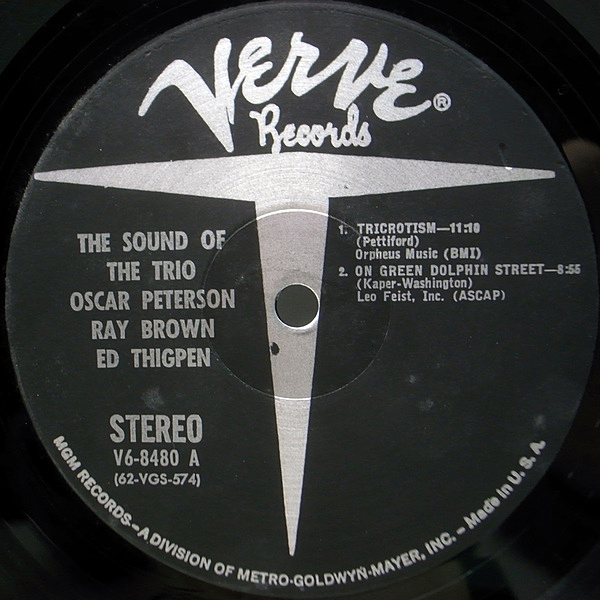 VERVE ®
Records
THE SOUND OF
THE TRIO
OSCAR PETERSON
RAY BROWN
ED THIGPEN
STEREO
V6-8480 A
(62-VGS-574)
1. TRICROTISM—11:10
(Pettiford)
Orpheus Music (BMI)
2. ON GREEN DOLPHIN STREET—8:55
(Kaper-Washington)
Leo Feist, Inc. (ASCAP)
MGM RECORDS—A DIVISION OF METRO-GOLDWYN-MAYER, INC.—Made in U.S.A.